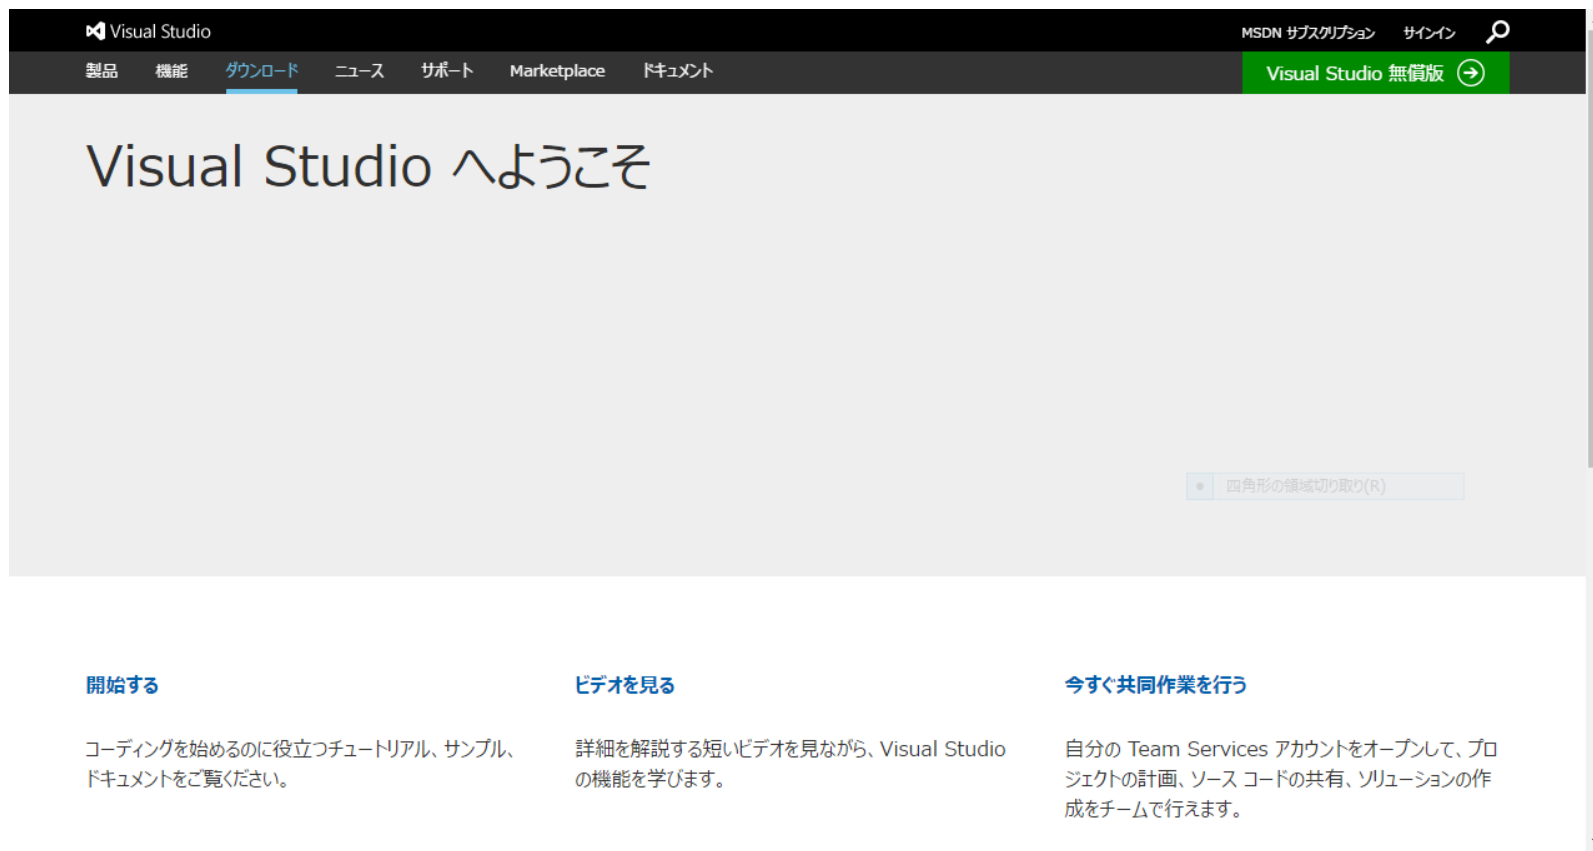 Visual Studio
MSDN サブスクリプション サインイン
製品 機能 ダウンロード ニュース サポート Marketplace ドキュメント
Visual Studio 無償版
Visual Studio へようこそ
四角形の領域切り取り(R)
開始する
コーディングを始めるのに役立つチュートリアル、サンプル、
ドキュメントをご覧ください。
ビデオを見る
詳細を解説する短いビデオを見ながら、Visual Studio
の機能を学びます。
今すぐ共同作業を行う
自分の Team Services アカウントをオープンして、プロ
ジェクトの計画、ソース コードの共有、ソリューションの作
成をチームで行えます。